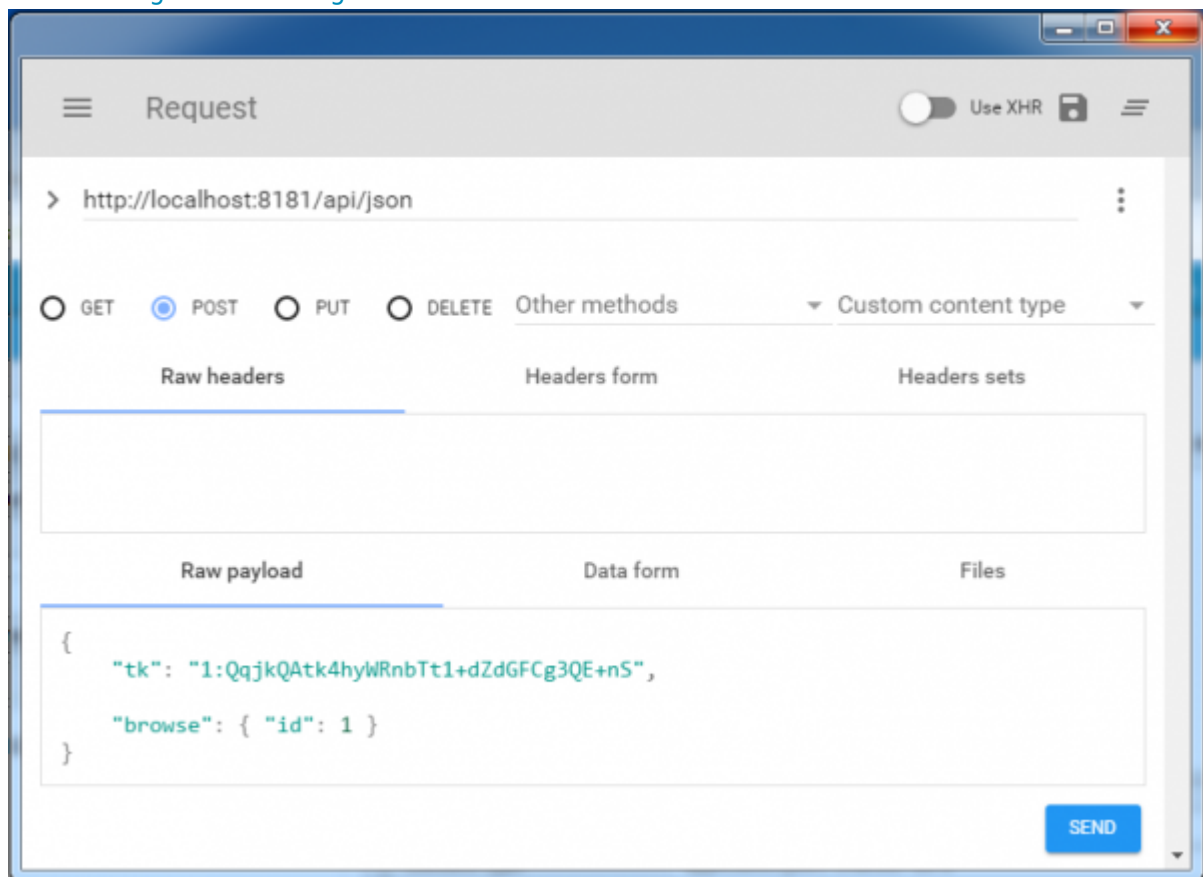 Request Use XHR
http://localhost:8181/api/json
GET POST PUT DELETE Other methods Custom content type
Raw headers Headers form Headers sets
Raw payload Data form Files
{
"tk": "1:QqjkQAtk4hyWRnbTt1+dZdGFCg3QE+nS",
"browse": { "id": 1 }
}
SEND